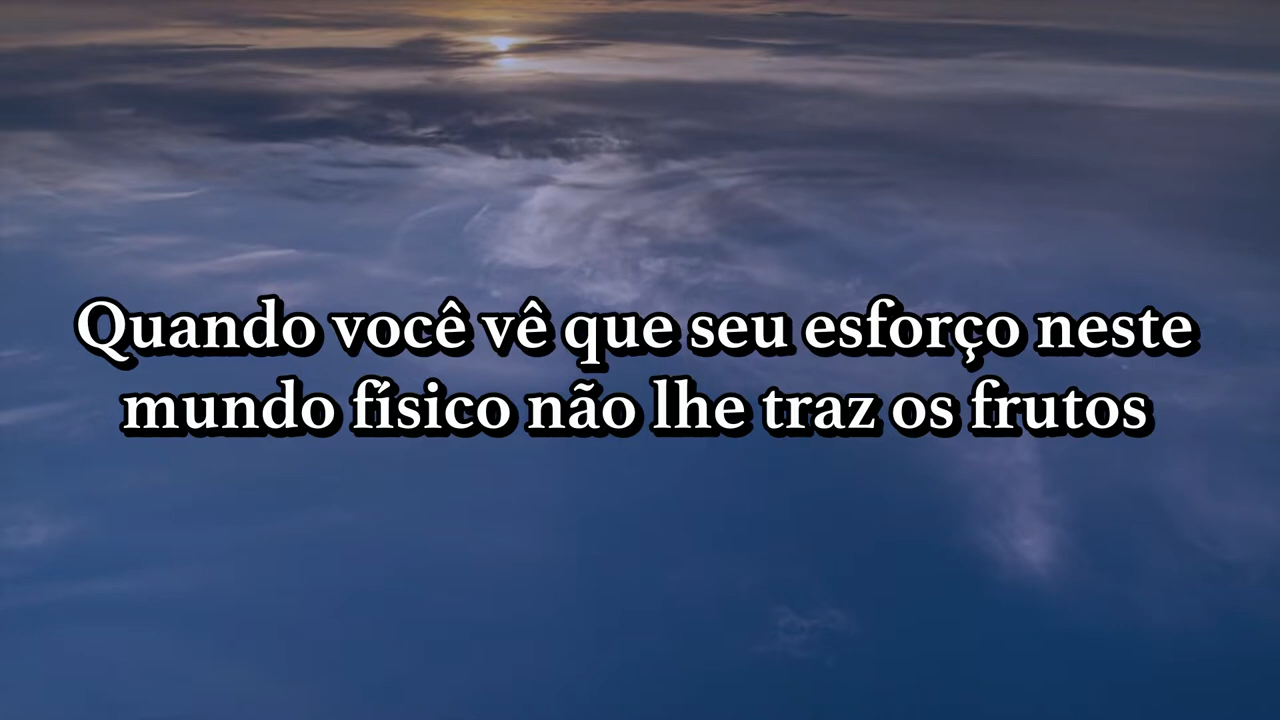 Quando você vê que seu esforço neste
mundo físico não lhe traz os frutos